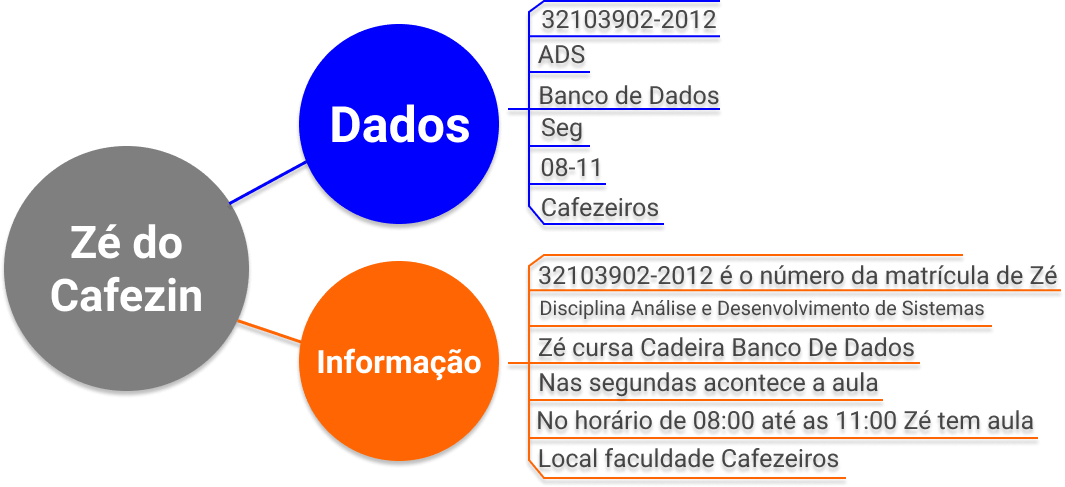 Zé do
Cafezin
Dados
32103902-2012
ADS
Banco de Dados
Seg
08-11
Cafezeiros
Informação
32103902-2012 é o número da matrícula de Zé
Disciplina Análise e Desenvolvimento de Sistemas
Zé cursa Cadeira Banco De Dados
Nas segundas acontece a aula
No horário de 08:00 até as 11:00 Zé tem aula
Local faculdade Cafezeiros